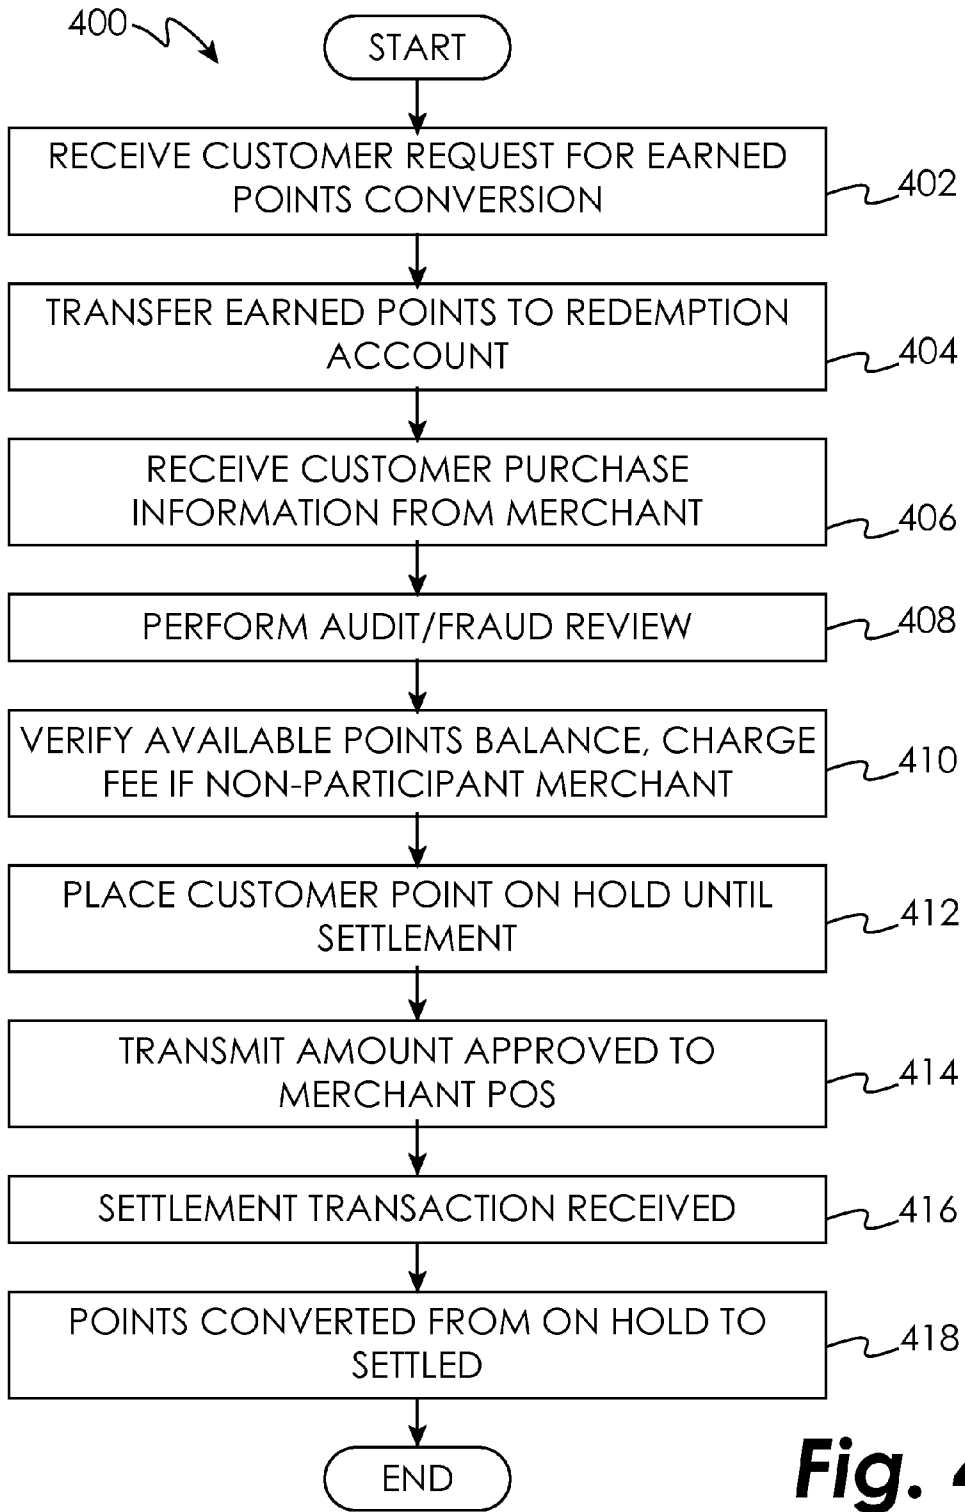 400
START
RECEIVE CUSTOMER REQUEST FOR EARNED
POINTS CONVERSION
402
TRANSFER EARNED POINTS TO REDEMPTION
ACCOUNT
404
RECEIVE CUSTOMER PURCHASE
INFORMATION FROM MERCHANT
406
PERFORM AUDIT/FRAUD REVIEW
408
VERIFY AVAILABLE POINTS BALANCE, CHARGE
FEE IF NON-PARTICIPANT MERCHANT
410
PLACE CUSTOMER POINT ON HOLD UNTIL
SETTLEMENT
412
TRANSMIT AMOUNT APPROVED TO
MERCHANT POS
414
SETTLEMENT TRANSACTION RECEIVED
416
POINTS CONVERTED FROM ON HOLD TO
SETTLED
418
END
Fig. 4